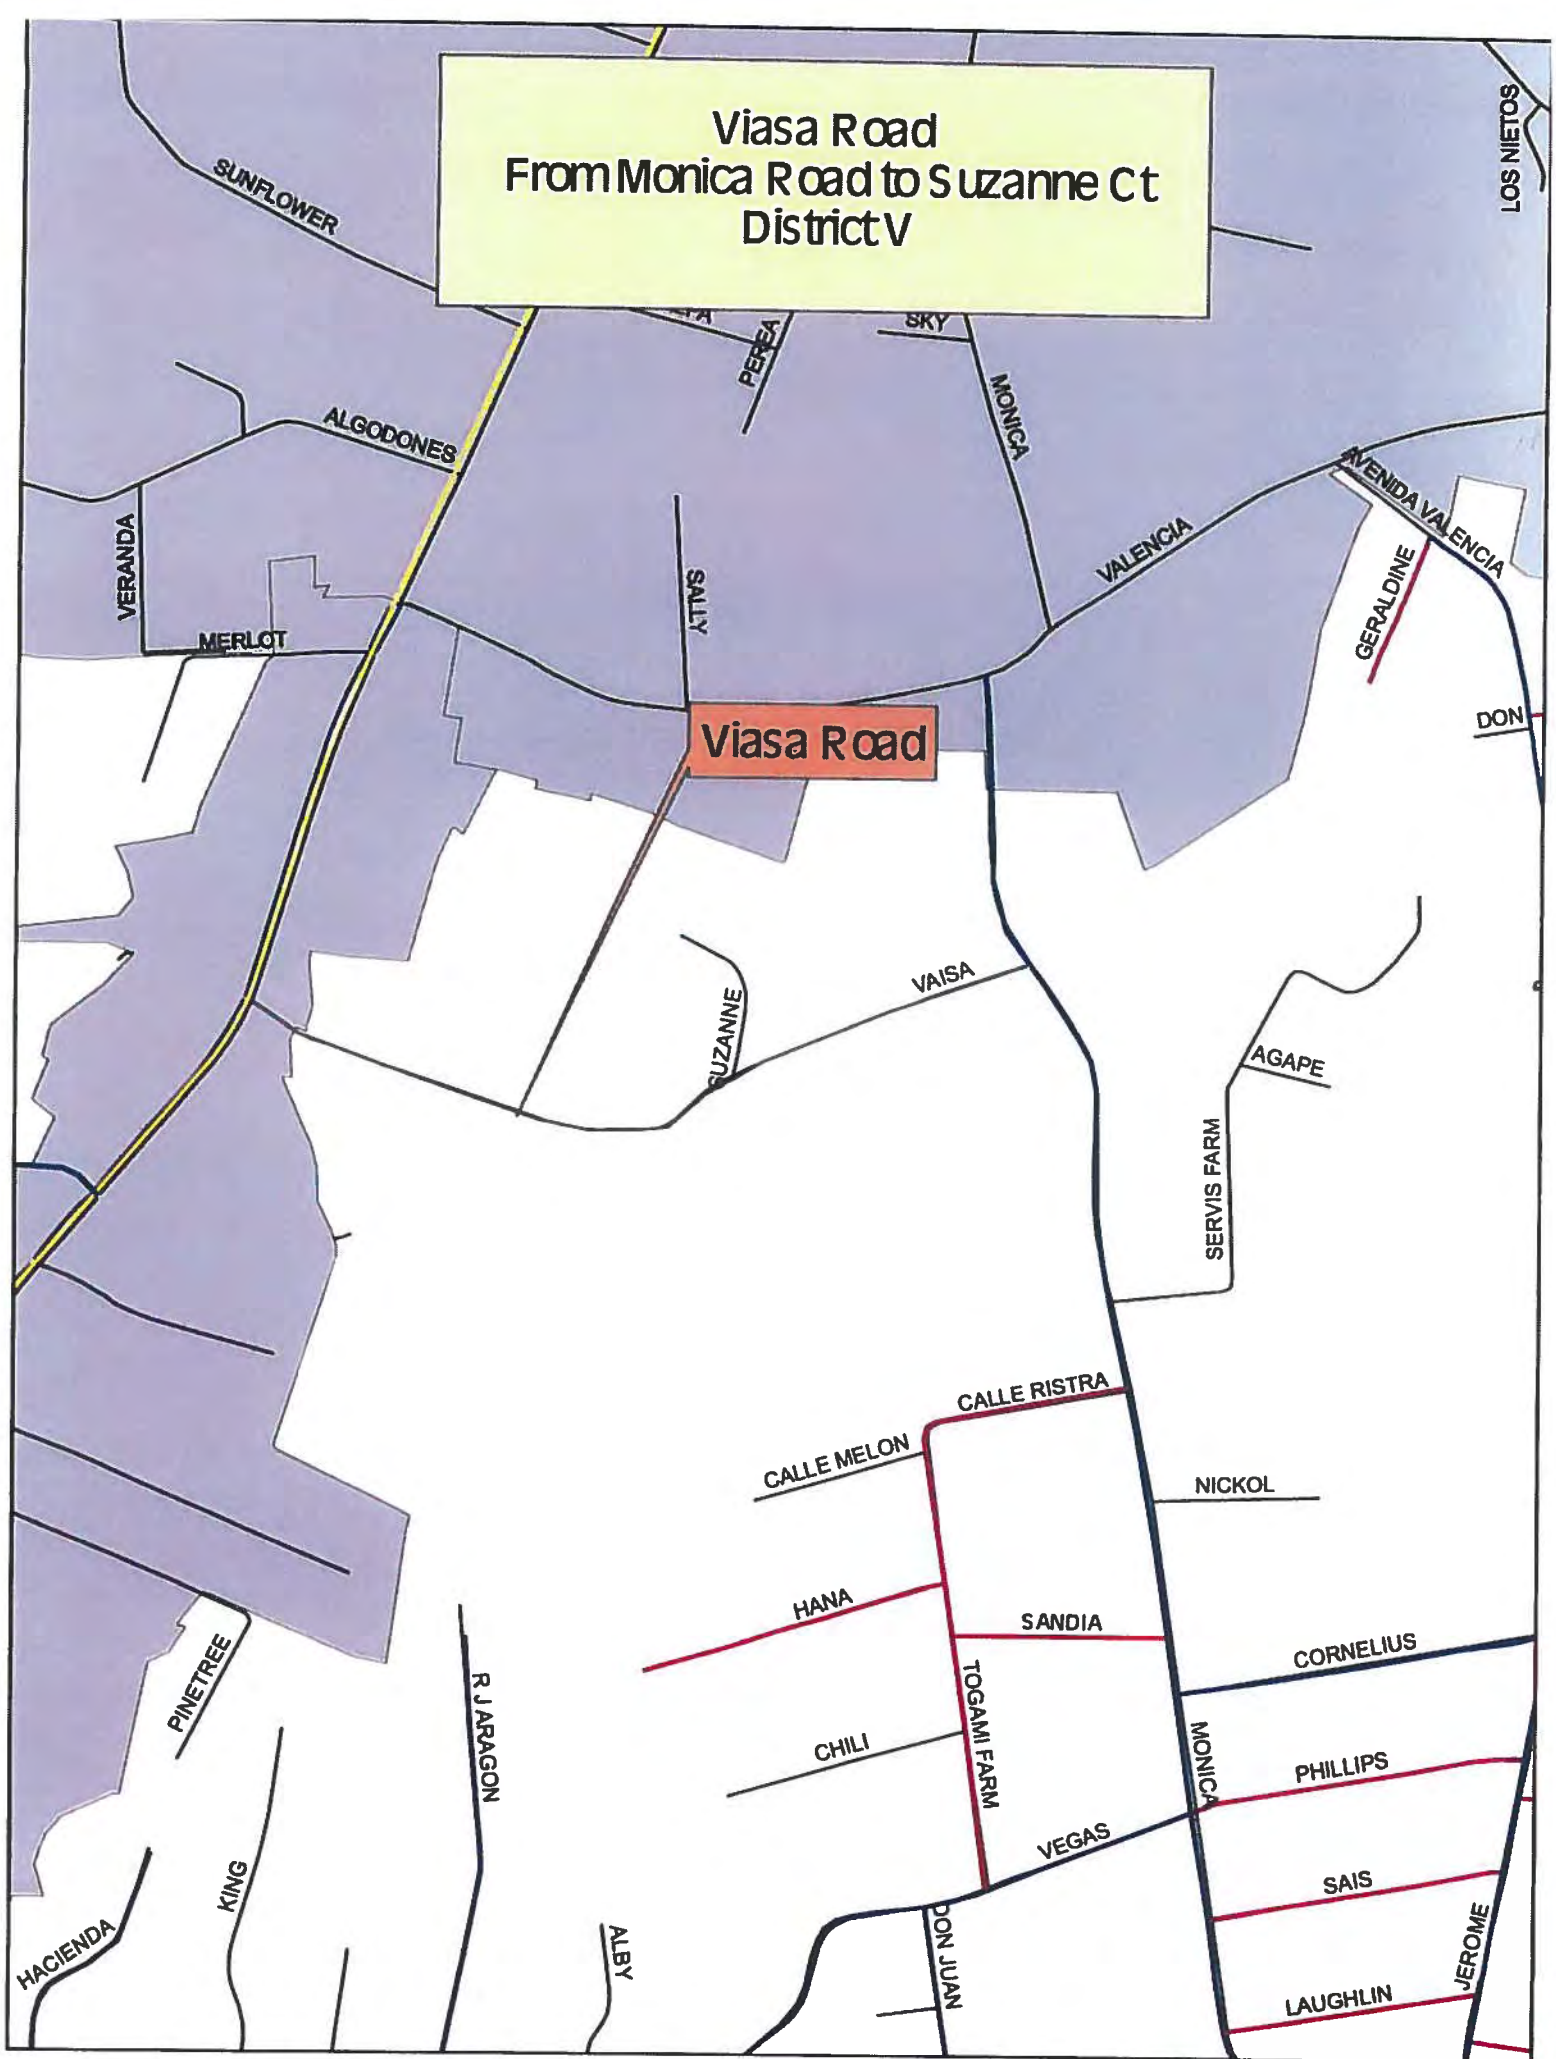 Viasa Road
From Monica Road to Suzanne Ct
District V
LOS NIETOS
SUNFLOWER
PEREA
SKY
MONICA
ALGODONES
AVENIDA VALENCIA
VALENCIA
VERANDA
GERALDINE
SALLY
MERLOT
DON
Viasa Road
VAISA
SUZANNE
AGAPE
SERVIS FARM
CALLE RISTRA
CALLE MELON
NICKOL
HANA
SANDIA
CORNELIUS
PINETREE
R J ARAGON
TOGAMI FARM
MONICA
CHILI
PHILLIPS
VEGAS
KING
SAIS
HACIENDA
ALBY
DON JUAN
JEROME
LAUGHLIN